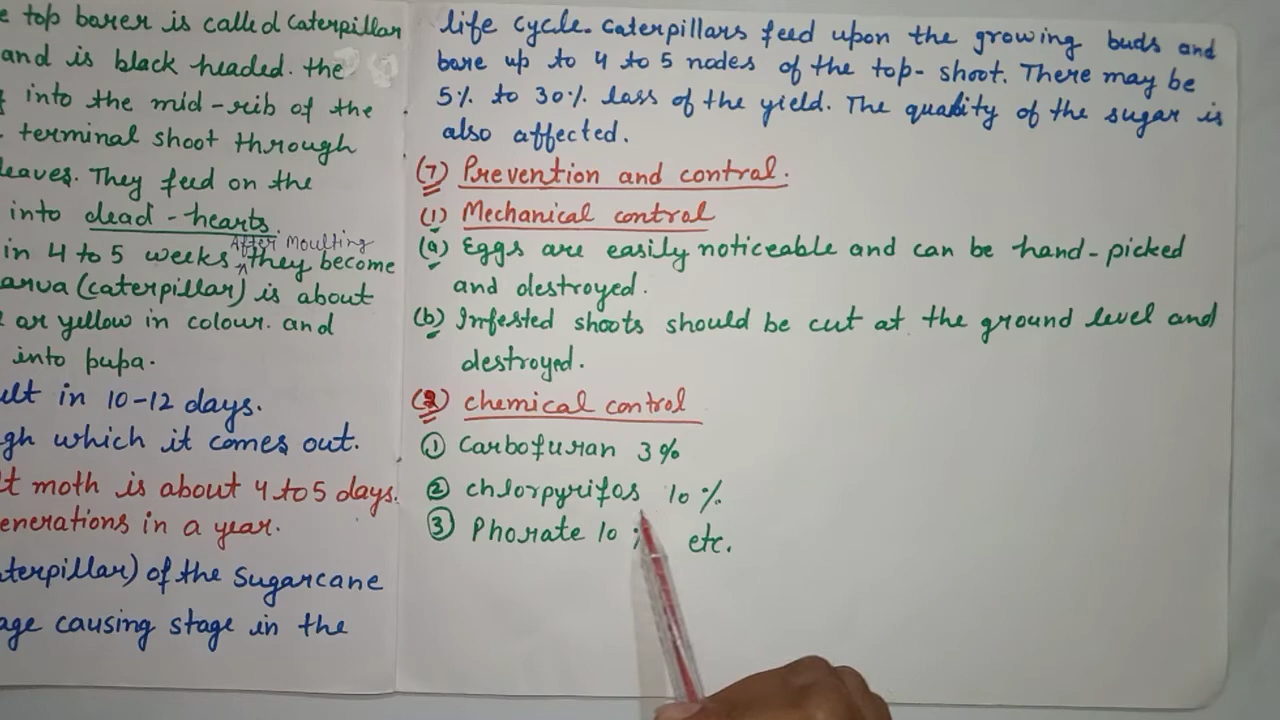 e top borer is called caterpillar
and is black headed. the
into the mid-rib of the
terminal shoot through
leaves. They feed on the
into dead-hearts.
After Moulting
in 4 to 5 weeks, they become
arva (caterpillar) is about
or yellow in colour. and
into pupa.
ult in 10-12 days.
gh which it comes out.
t moth is about 4 to 5 days.
enerations in a year.
terpillar) of the sugarcane
age causing stage in the
life cycle. Caterpillars feed upon the growing buds and
bore up to 4 to 5 nodes of the top-shoot. There may be
5% to 30% loss of the yield. The quality of the sugar is
also affected.
(7) Prevention and control.
(1) Mechanical control
(a) Eggs are easily noticeable and can be hand-picked
and destroyed.
(b) Infested shoots should be cut at the ground level and
destroyed.
(2) chemical control
① Carbofuran 3%
② chlorpyrifos 10%
③ Phorate 10 % etc.